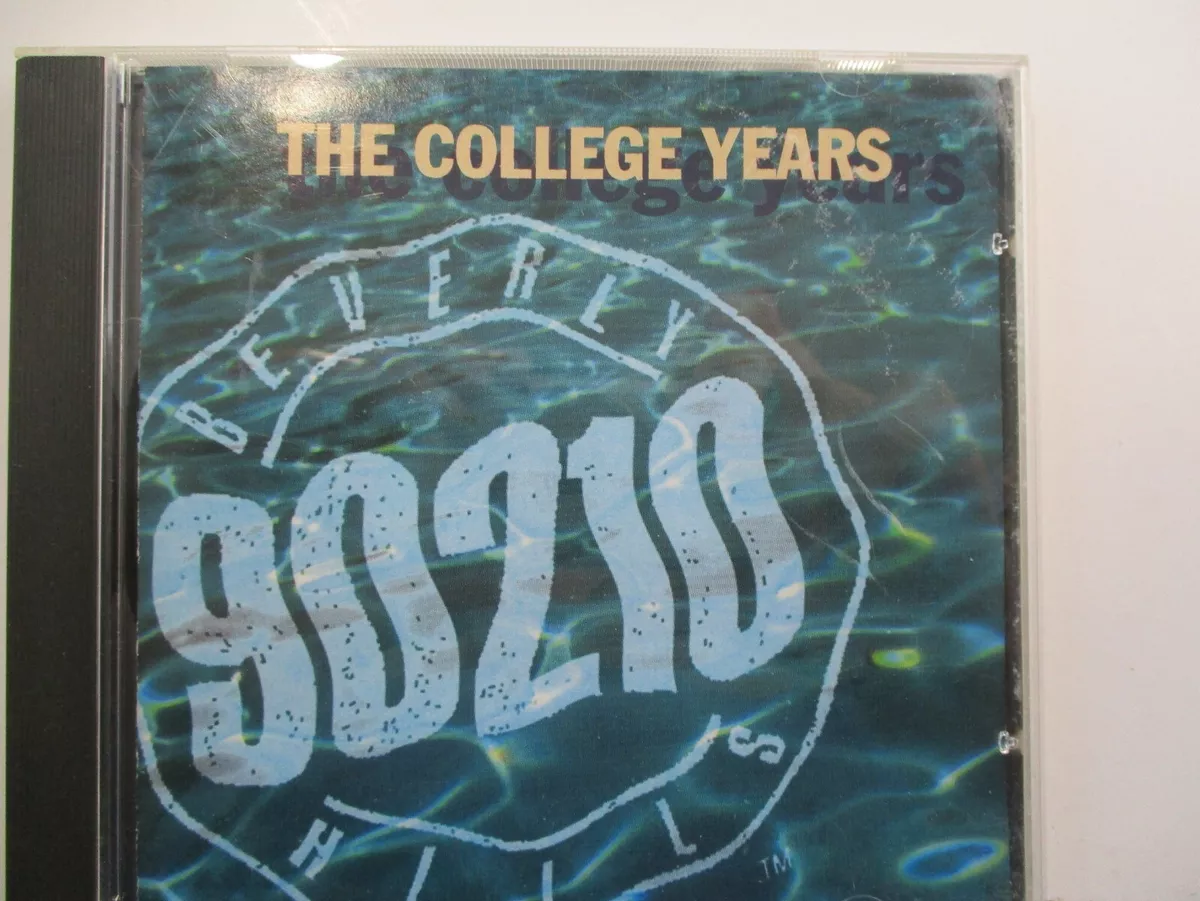 THE COLLEGE YEARS
the college years
BEVERLY
90210
HILLS
TM